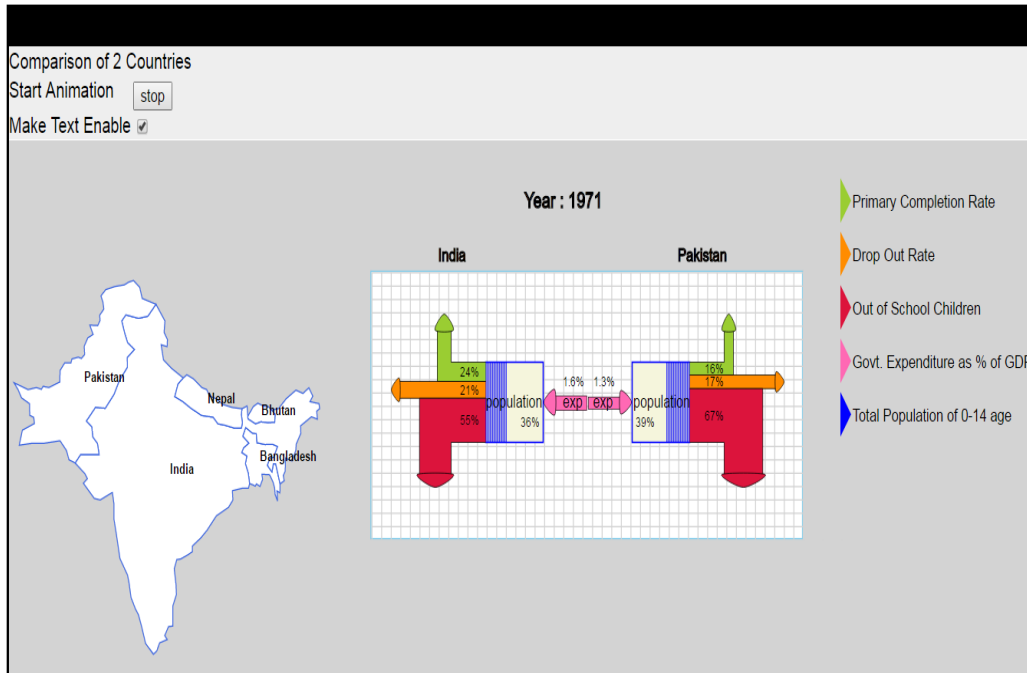 Comparison of 2 Countries
Start Animation stop
Make Text Enable
Year : 1971
India Pakistan
Primary Completion Rate
Drop Out Rate
Out of School Children
Govt. Expenditure as % of GDP
Total Population of 0-14 age
24%
21%
55%
population
36%
1.6% 1.3%
exp exp
population
39%
16%
17%
67%
Pakistan
Nepal
Bhutan
Bangladesh
India